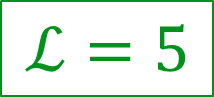 ℒ = 5